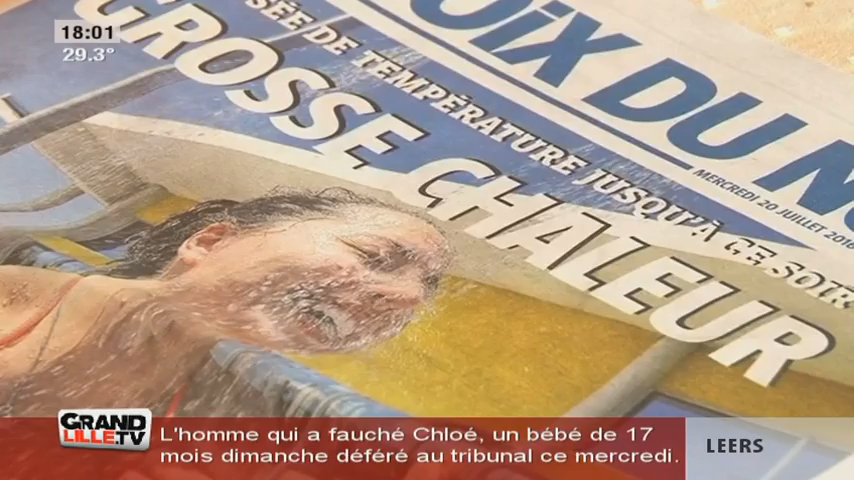 18:01
29.3°
OIX DU NO
MERCREDI 20 JUILLET 2016
SÉE DE TEMPÉRATURE JUSQU'À CE SOIR
GROSSE CHALEUR
GRAND
LILLE.TV
L'homme qui a fauché Chloé, un bébé de 17
mois dimanche déféré au tribunal ce mercredi.
LEERS